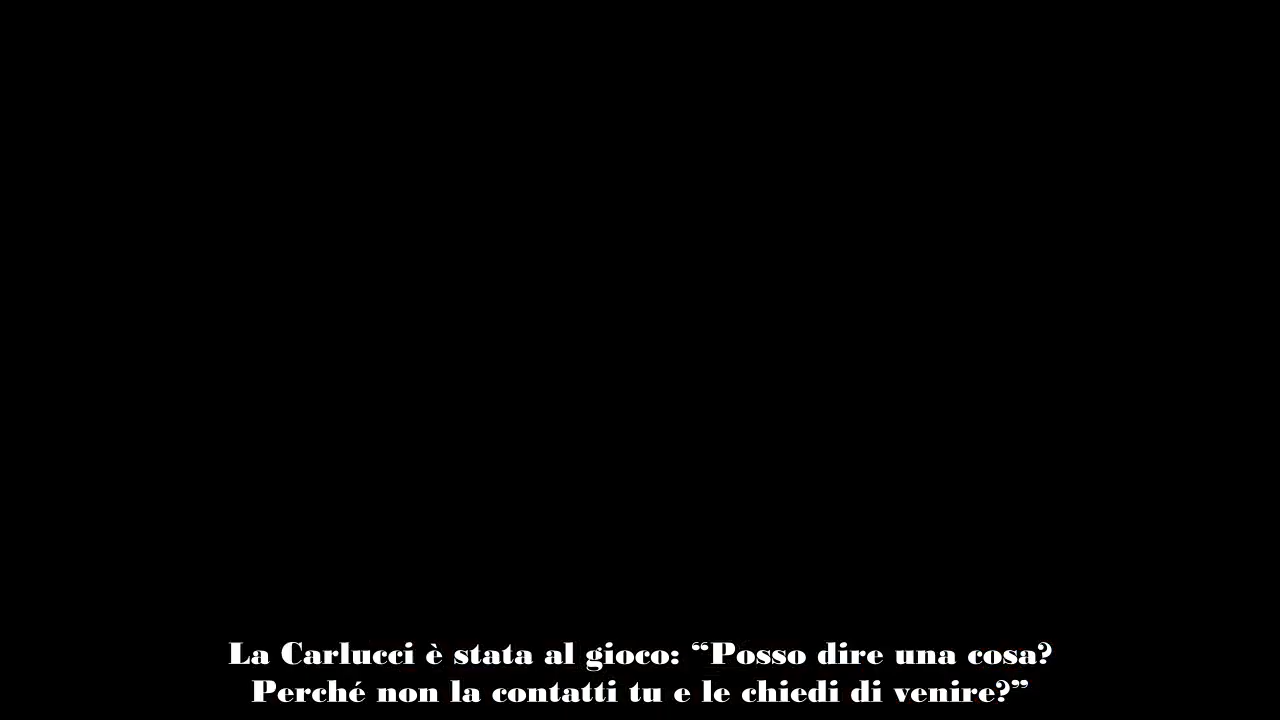 La Carlucci è stata al gioco: “Posso dire una cosa?
Perché non la contatti tu e le chiedi di venire?”